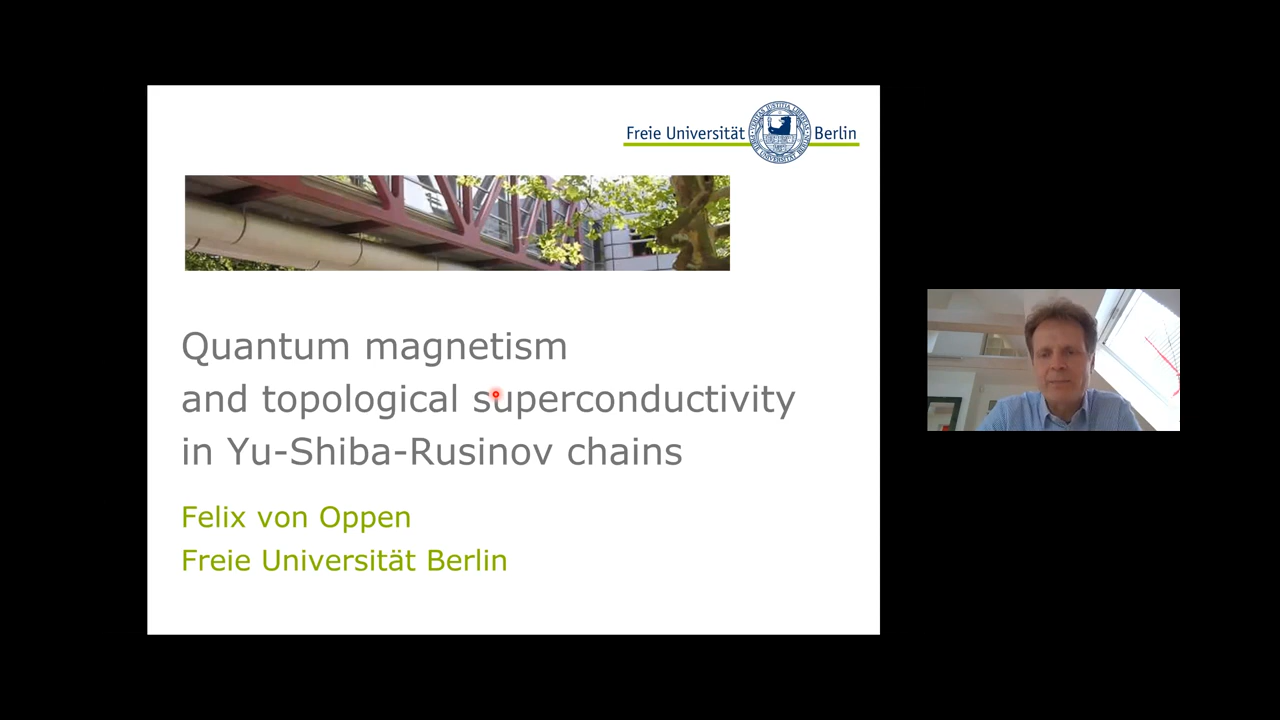 Freie Universität Berlin
Quantum magnetism
and topological superconductivity
in Yu-Shiba-Rusinov chains
Felix von Oppen
Freie Universität Berlin